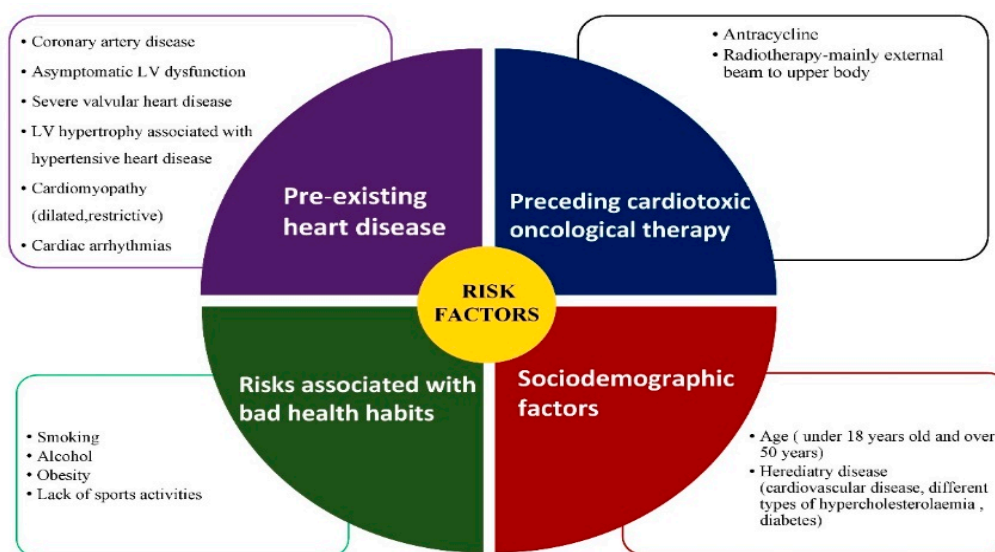 • Coronary artery disease
• Asymptomatic LV dysfunction
• Severe valvular heart disease
• LV hypertrophy associated with
hypertensive heart disease
• Cardiomyopathy
(dilated,restrictive)
• Cardiac arrhythmias
• Antracycline
• Radiotherapy-mainly external
beam to upper body
Pre-existing
heart disease
Preceding cardiotoxic
oncological therapy
RISK
FACTORS
Risks associated with
bad health habits
Sociodemographic
factors
• Smoking
• Alcohol
• Obesity
• Lack of sports activities
• Age ( under 18 years old and over
50 years)
• Herediatry disease
(cardiovascular disease, different
types of hypercholesterolaemia ,
diabetes)